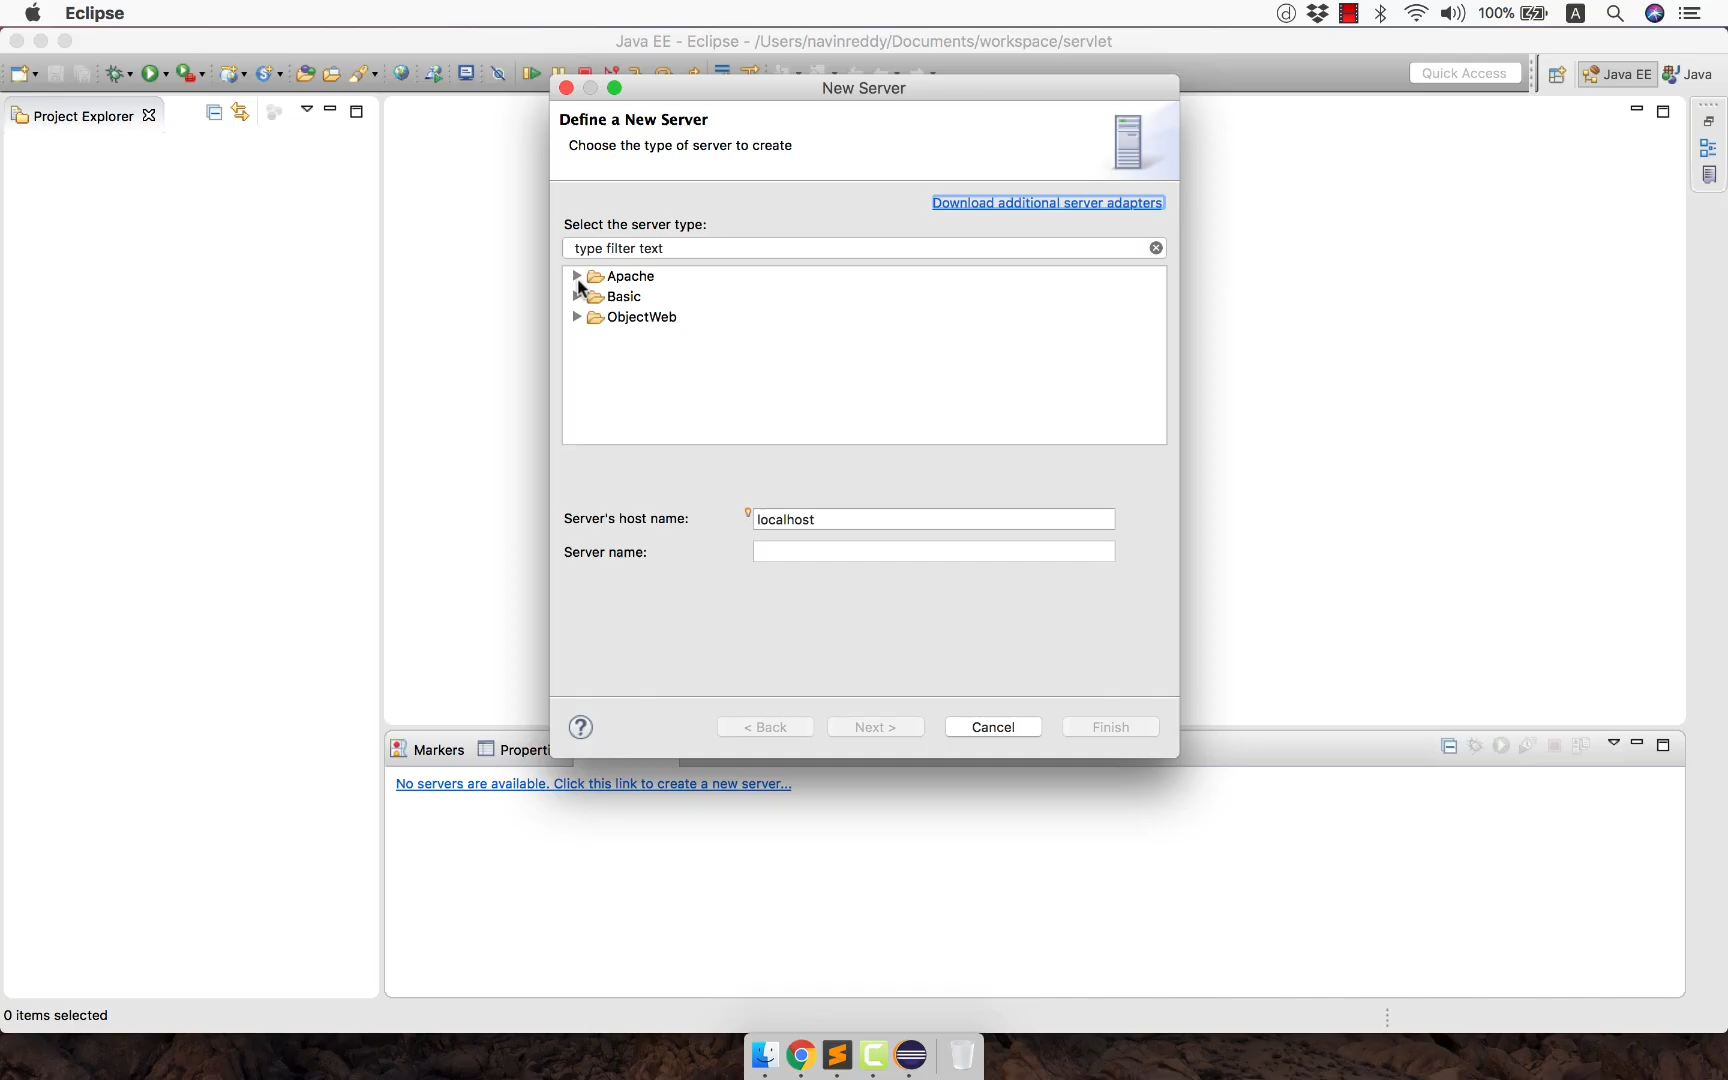 Eclipse
100%
A
Java EE - Eclipse - /Users/navinreddy/Documents/workspace/servlet
Quick Access
Java EE
Java
Project Explorer
New Server
Define a New Server
Choose the type of server to create
Download additional server adapters
Select the server type:
type filter text
Apache
Basic
ObjectWeb
Server's host name:
localhost
Server name:
?
< Back
Next >
Cancel
Finish
Markers
Properti
No servers are available. Click this link to create a new server...
0 items selected